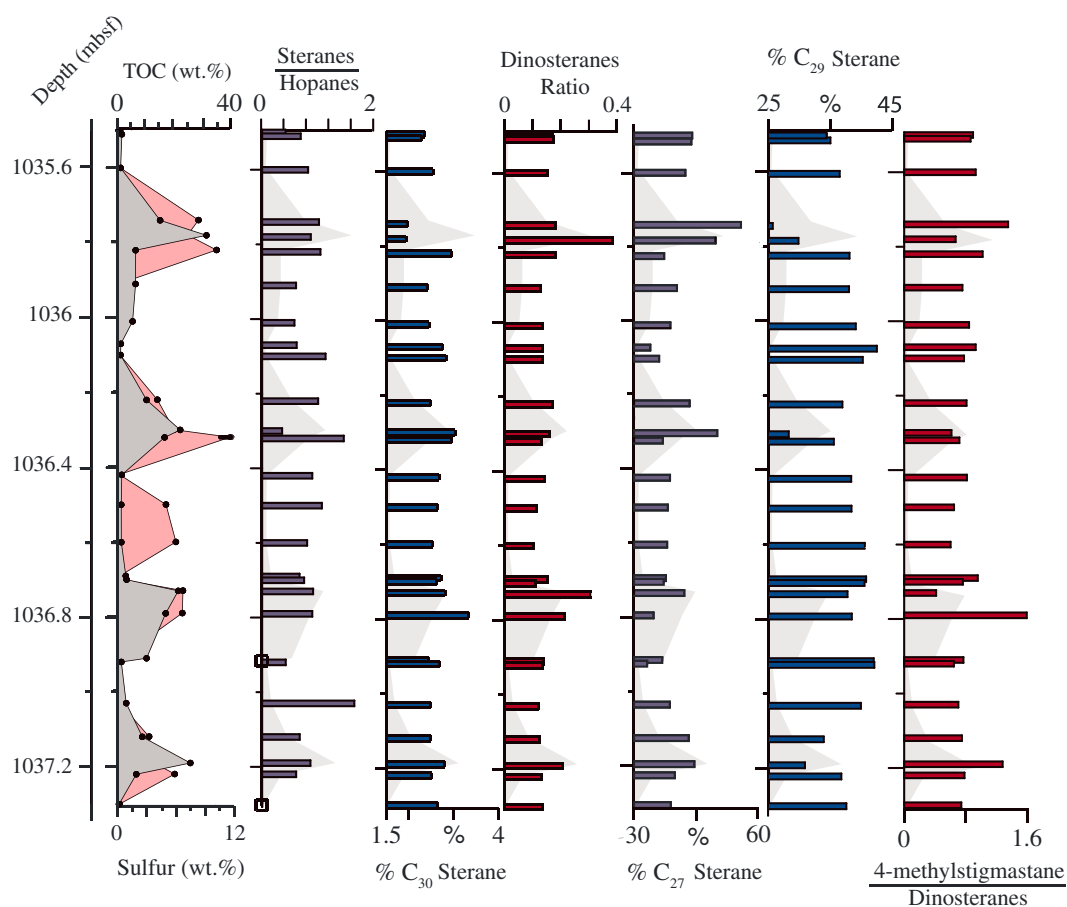 Depth (mbsf)
TOC (wt.%)
0 40
Steranes
Hopanes
0 2
Dinosteranes
Ratio
0 0.4
% C29 Sterane
25 % 45
1035.6
1036
1036.4
1036.8
1037.2
0 12
Sulfur (wt.%)
1.5 % 4
% C30 Sterane
30 % 60
% C27 Sterane
0 1.6
4-methylstigmastane
Dinosteranes